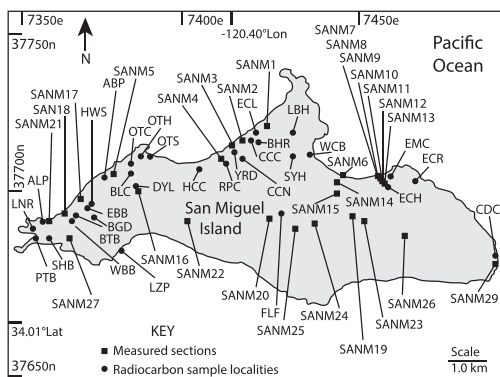 7350e
7400e
7450e
37750n
-120.40°Lon
Pacific
Ocean
N
SANM7
SANM8
SANM9
SANM10
SANM11
SANM12
SANM13
SANM1
SANM3
SANM2
SANM4
SANM5
ABP
SANM17
SAN18
HWS
SANM21
ECL
LBH
OTH
OTC
OTS
BHR
CCC
WCB
SANM6
EMC
ECR
37700n
ALP
LNR
BLC
DYL
HCC
RPC
YRD
CCN
SYH
ECH
SANM14
SANM15
San Miguel
Island
EBB
BGD
BTB
WBB
LZP
PTB
SHB
SANM27
SANM16
SANM22
SANM20
FLF
SANM25
SANM24
SANM19
SANM23
SANM26
CDC
SANM29
34.01°Lat
37650n
KEY
Measured sections
Radiocarbon sample localities
Scale
1.0 km